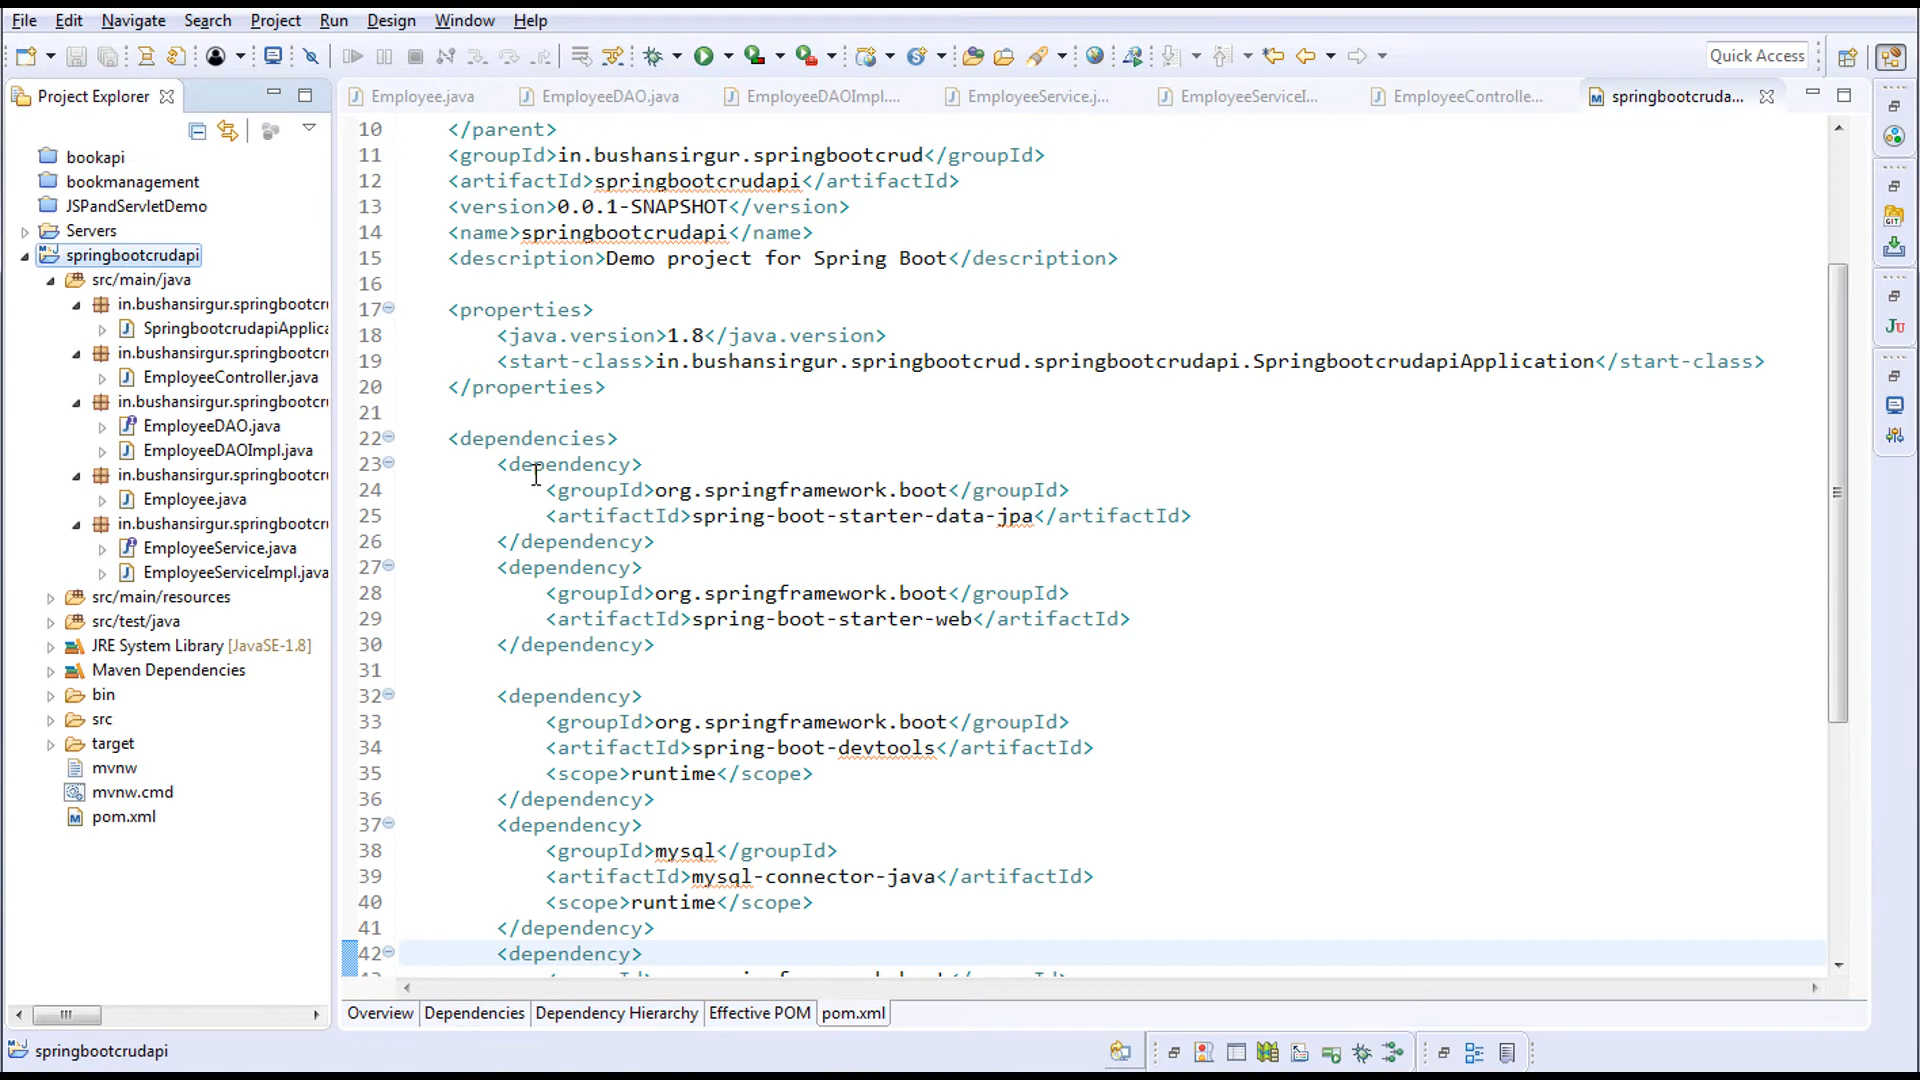 File Edit Navigate Search Project Run Design Window Help
Quick Access
Project Explorer
Employee.java
EmployeeDAO.java
EmployeeDAOImpl....
EmployeeService.j...
EmployeeServiceI...
EmployeeControlle...
springbootcruda...
bookapi
bookmanagement
JSPandServletDemo
Servers
springbootcrudapi
src/main/java
in.bushansirgur.springbootcru
SpringbootcrudapiApplica
in.bushansirgur.springbootcru
EmployeeController.java
in.bushansirgur.springbootcru
EmployeeDAO.java
EmployeeDAOImpl.java
in.bushansirgur.springbootcru
Employee.java
in.bushansirgur.springbootcru
EmployeeService.java
EmployeeServiceImpl.java
src/main/resources
src/test/java
JRE System Library [JavaSE-1.8]
Maven Dependencies
bin
src
target
mvnw
mvnw.cmd
pom.xml
10 </parent>
11 <groupId>in.bushansirgur.springbootcrud</groupId>
12 <artifactId>springbootcrudapi</artifactId>
13 <version>0.0.1-SNAPSHOT</version>
14 <name>springbootcrudapi</name>
15 <description>Demo project for Spring Boot</description>
16
17 <properties>
18 <java.version>1.8</java.version>
19 <start-class>in.bushansirgur.springbootcrud.springbootcrudapi.SpringbootcrudapiApplication</start-class>
20 </properties>
21
22 <dependencies>
23 <dependency>
24 <groupId>org.springframework.boot</groupId>
25 <artifactId>spring-boot-starter-data-jpa</artifactId>
26 </dependency>
27 <dependency>
28 <groupId>org.springframework.boot</groupId>
29 <artifactId>spring-boot-starter-web</artifactId>
30 </dependency>
31
32 <dependency>
33 <groupId>org.springframework.boot</groupId>
34 <artifactId>spring-boot-devtools</artifactId>
35 <scope>runtime</scope>
36 </dependency>
37 <dependency>
38 <groupId>mysql</groupId>
39 <artifactId>mysql-connector-java</artifactId>
40 <scope>runtime</scope>
41 </dependency>
42 <dependency>
Overview Dependencies Dependency Hierarchy Effective POM pom.xml
springbootcrudapi
GIT
JU